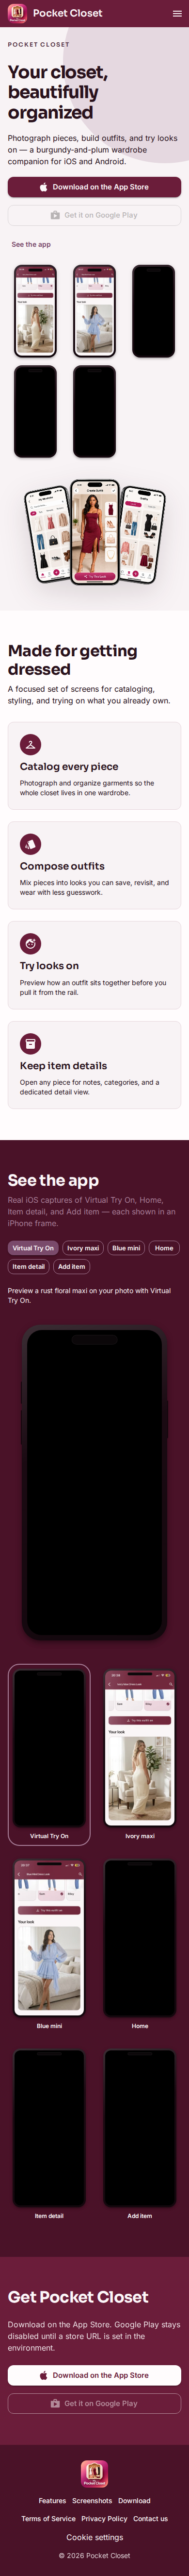 Pocket Closet
POCKET CLOSET
Your closet,
beautifully
organized
Photograph pieces, build outfits, and try looks
on — a burgundy-and-plum wardrobe
companion for iOS and Android.
Download on the App Store
Get it on Google Play
See the app
Made for getting
dressed
A focused set of screens for cataloging,
styling, and trying on what you already own.
Catalog every piece
Photograph and organize garments so the
whole closet lives in one wardrobe.
Compose outfits
Mix pieces into looks you can save, revisit, and
wear with less guesswork.
Try looks on
Preview how an outfit sits together before you
pull it from the rail.
Keep item details
Open any piece for notes, categories, and a
dedicated detail view.
See the app
Real iOS captures of Virtual Try On, Home,
Item detail, and Add item — each shown in an
iPhone frame.
Virtual Try On
Ivory maxi
Blue mini
Home
Item detail
Add item
Preview a rust floral maxi on your photo with Virtual
Try On.
Your look
Virtual Try On
Ivory maxi
Your look
Blue mini
Home
Item detail
Add item
Get Pocket Closet
Download on the App Store. Google Play stays
disabled until a store URL is set in the
environment.
Download on the App Store
Get it on Google Play
Features Screenshots Download
Terms of Service Privacy Policy Contact us
Cookie settings
© 2026 Pocket Closet